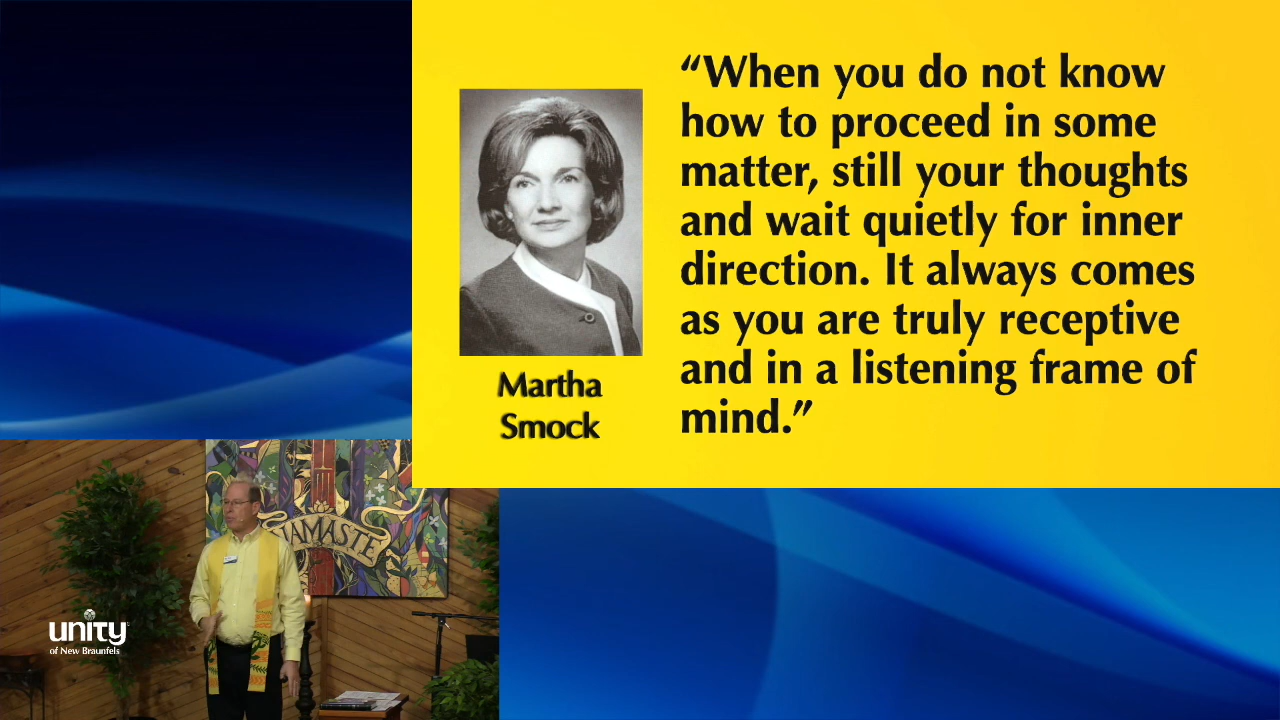 “When you do not know
how to proceed in some
matter, still your thoughts
and wait quietly for inner
direction. It always comes
as you are truly receptive
and in a listening frame of
mind.”
Martha
Smock
NAMASTE
unity
of New Braunfels